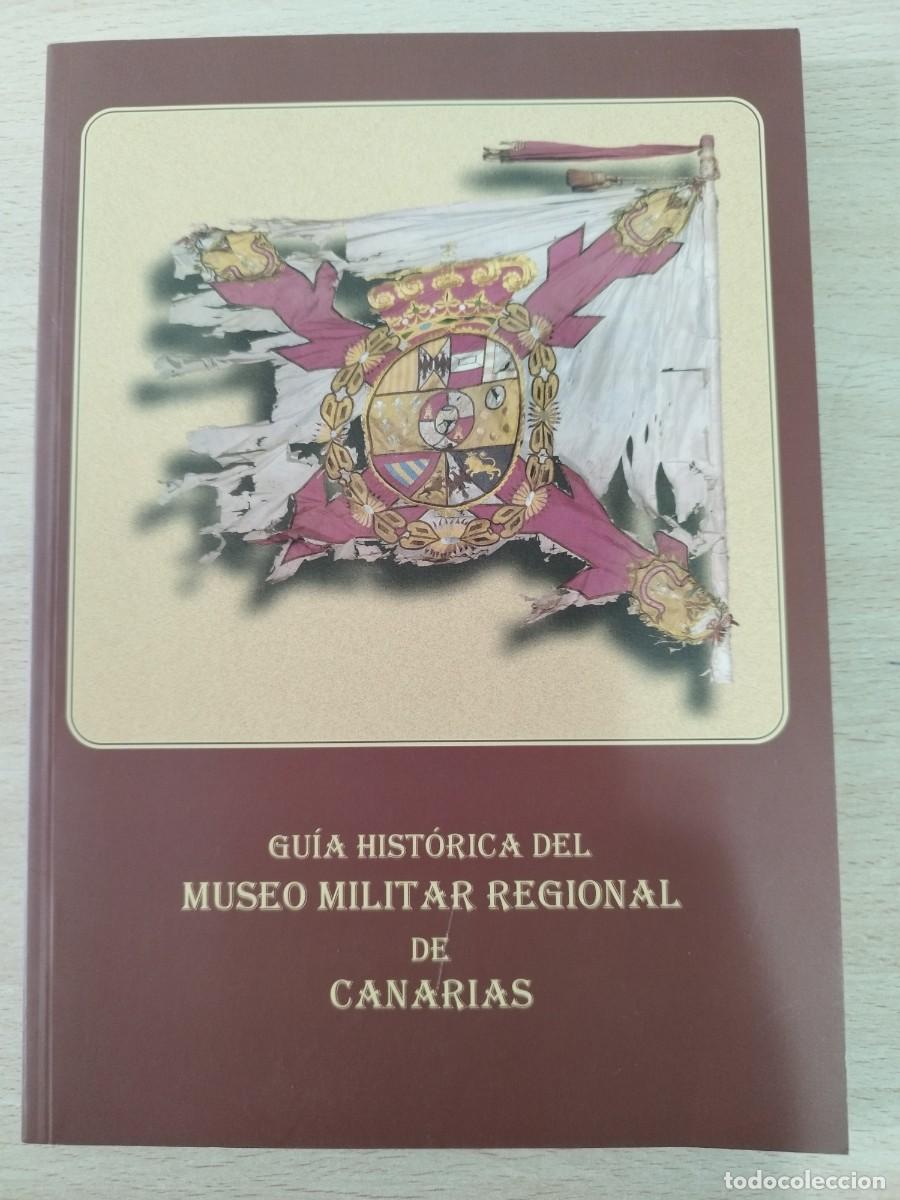 GUÍA HISTÓRICA DEL
MUSEO MILITAR REGIONAL
DE
CANARIAS
todocoleccion